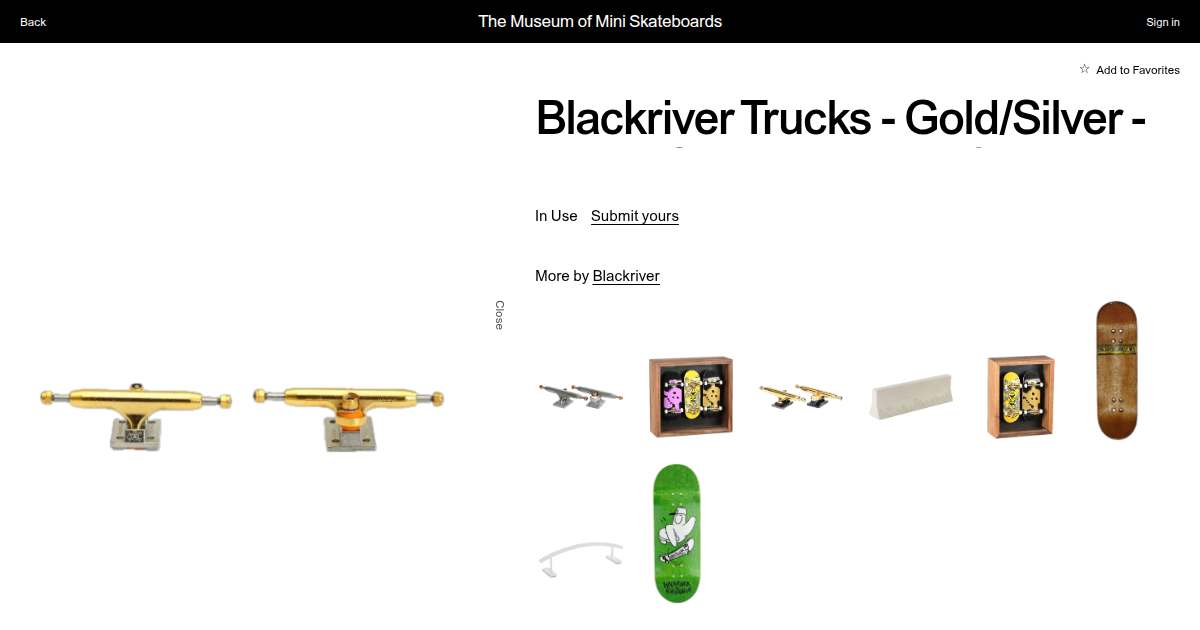 Back
The Museum of Mini Skateboards
Sign in
☆ Add to Favorites
Blackriver Trucks - Gold/Silver -
In Use
Submit yours
More by Blackriver
Close